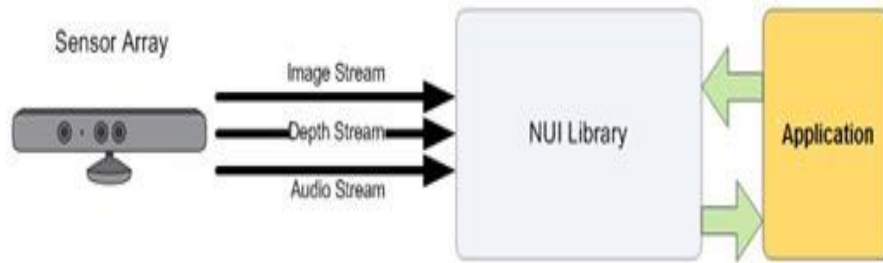 Sensor Array
Image Stream
Depth Stream
Audio Stream
NUI Library
Application